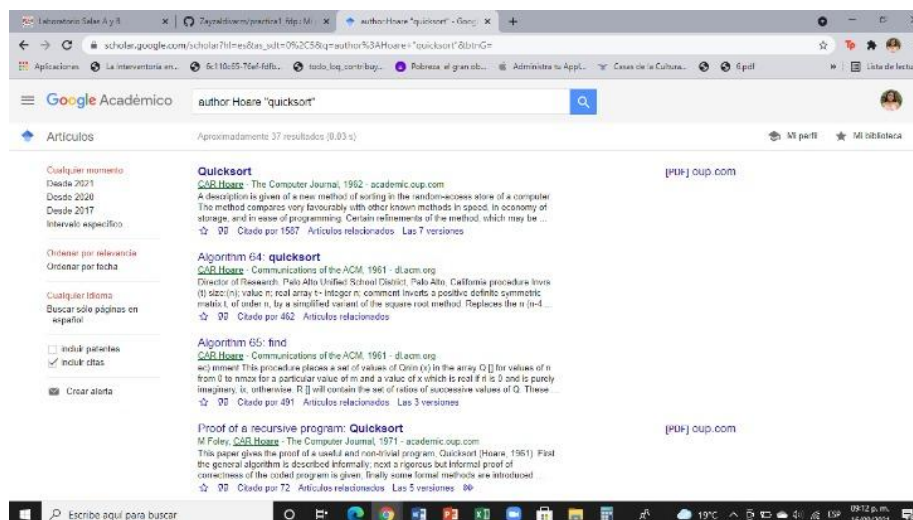 Laboratorio Salas A y B
author:Hoare "quicksort" - Goog
scholar.google.com/scholar?hl=es&as_sdt=0%2C5&q=author%3AHoare+"quicksort"&btnG=
Aplicaciones
La interventoria en...
Pobreza el gran ob...
Administra tu Appl...
Casas de la Cultura...
6.pdf
Lista de lectu
Google Académico
author Hoare "quicksort"
Artículos
Aproximadamente 37 resultados (0.03 s)
Mi perfil
Mi biblioteca
Cualquier momento
Desde 2021
Desde 2020
Desde 2017
Intervalo específico
Ordenar por relevancia
Ordenar por fecha
Cualquier idioma
Buscar sólo páginas en
español
incluir patentes
incluir citas
Crear alerta
Quicksort
[PDF] oup.com
CAR Hoare - The Computer Journal, 1962 - academic.oup.com
A description is given of a new method of sorting in the random-access store of a computer
The method compares very favourably with other known methods in speed, in economy of
storage, and in ease of programming. Certain refinements of the method, which may be ...
Citado por 1587 Artículos relacionados Las 7 versiones
Algorithm 64: quicksort
CAR Hoare - Communications of the ACM, 1961 - dl.acm.org
Director of Research, Palo Alto Unified School District, Palo Alto, California procedure Invrs
(t) size:(n); value n; real array t~ integer n; comment Inverts a positive definite symmetric
matrix t, of order n, by a simplified variant of the square root method. Replaces the n (n-4 ...
Citado por 462 Artículos relacionados
Algorithm 65: find
CAR Hoare - Communications of the ACM, 1961 - dl.acm.org
ec) mment This procedure places a set of values of Qmn (x) in the array Q [] for values of n
from 0 to nmax for a particular value of m and a value of x which is real if ri is 0 and is purely
imaginary, ix, otherwise. R [] will contain the set of ratios of successive values of Q. These ...
Citado por 491 Artículos relacionados Las 3 versiones
Proof of a recursive program: Quicksort
[PDF] oup.com
M Foley, CAR Hoare - The Computer Journal, 1971 - academic.oup.com
This paper gives the proof of a useful and non-trivial program, Quicksort (Hoare, 1961). First
the general algorithm is described informally; next a rigorous but informal proof of
correctness of the coded program is given, finally some formal methods are introduced ...
Citado por 72 Artículos relacionados Las 5 versiones
Escribe aquí para buscar
19°C
ESP
09:12 p. m.